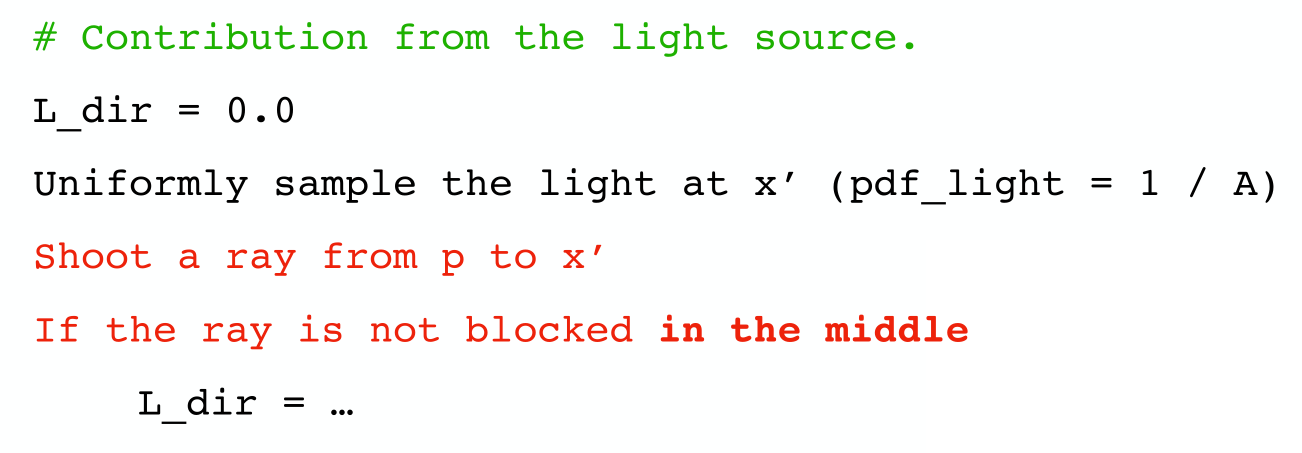 # Contribution from the light source.
L_dir = 0.0
Uniformly sample the light at x’ (pdf_light = 1 / A)
Shoot a ray from p to x’
If the ray is not blocked in the middle
L_dir = …